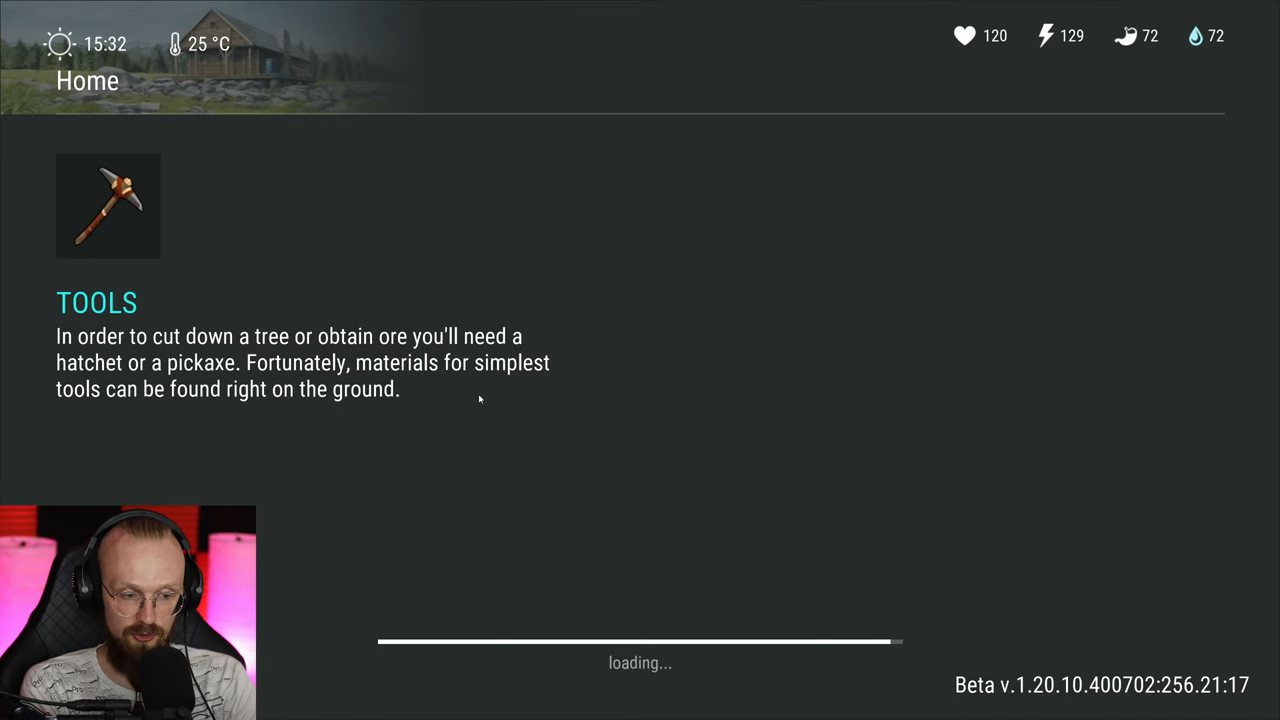 15:32
25 °C
120
129
72
72
Home
TOOLS
In order to cut down a tree or obtain ore you'll need a
hatchet or a pickaxe. Fortunately, materials for simplest
tools can be found right on the ground.
loading...
Beta v.1.20.10.400702:256.21:17